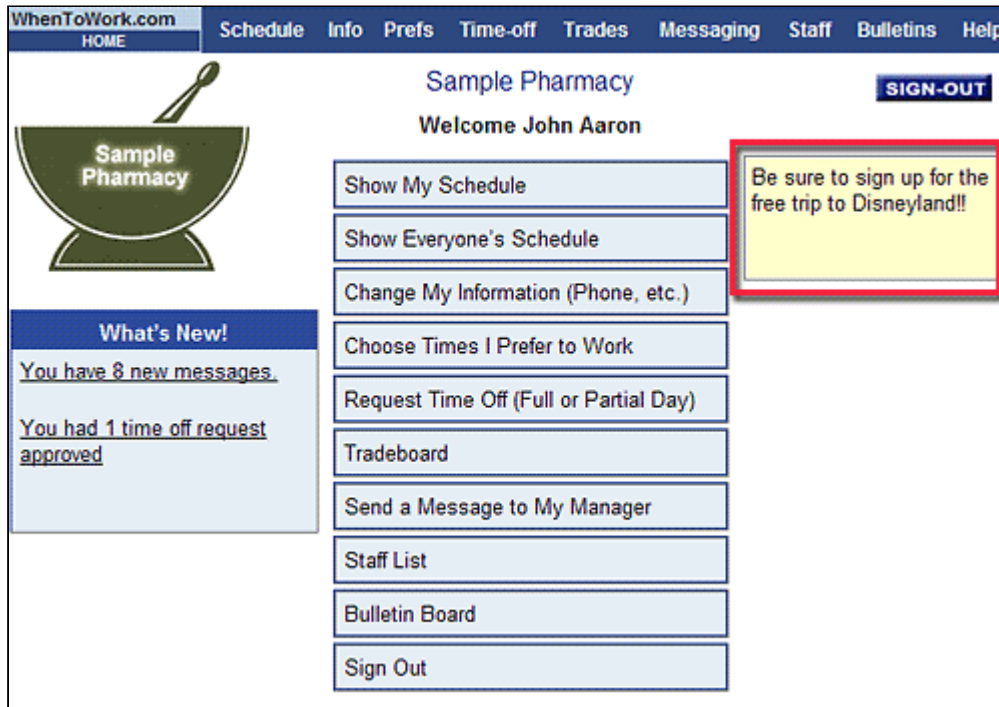 WhenToWork.com
HOME
Schedule Info Prefs Time-off Trades Messaging Staff Bulletins Help
Sample Pharmacy
SIGN-OUT
Welcome John Aaron
Sample
Pharmacy
Show My Schedule
Show Everyone's Schedule
Change My Information (Phone, etc.)
Choose Times I Prefer to Work
Request Time Off (Full or Partial Day)
Tradeboard
Send a Message to My Manager
Staff List
Bulletin Board
Sign Out
Be sure to sign up for the
free trip to Disneyland!!
What's New!
You have 8 new messages.
You had 1 time off request
approved